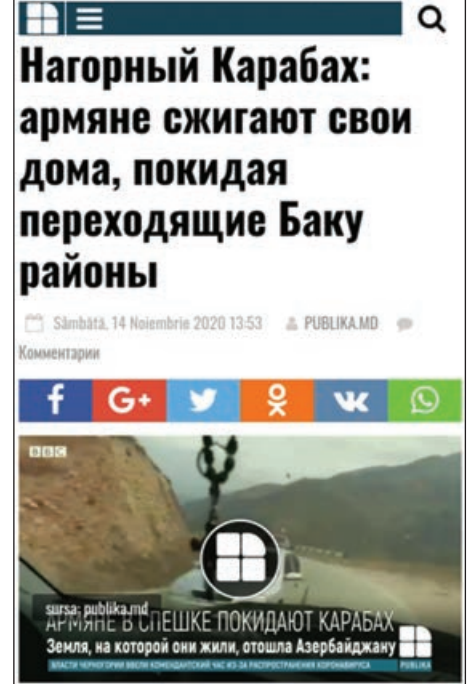 Нагорный Карабах:
армяне сжигают свои
дома, покидая
переходящие Баку
районы
Sâmbătă, 14 Noiembrie 2020 13:53 PUBLIKA.MD
Комментарии
f G+
BBC
sursa: publika.md
АРМЯНЕ В СПЕШКЕ ПОКИДАЮТ КАРАБАХ
Земля, на которой они жили, отошла Азербайджану
ВЛАСТИ ЧЕРНОГОРИИ ВВЕЛИ КОМЕНДАНТСКИЙ ЧАС ИЗ-ЗА РАСПРОСТРАНЕНИЯ КОРОНАВИРУСА PUBLIKA